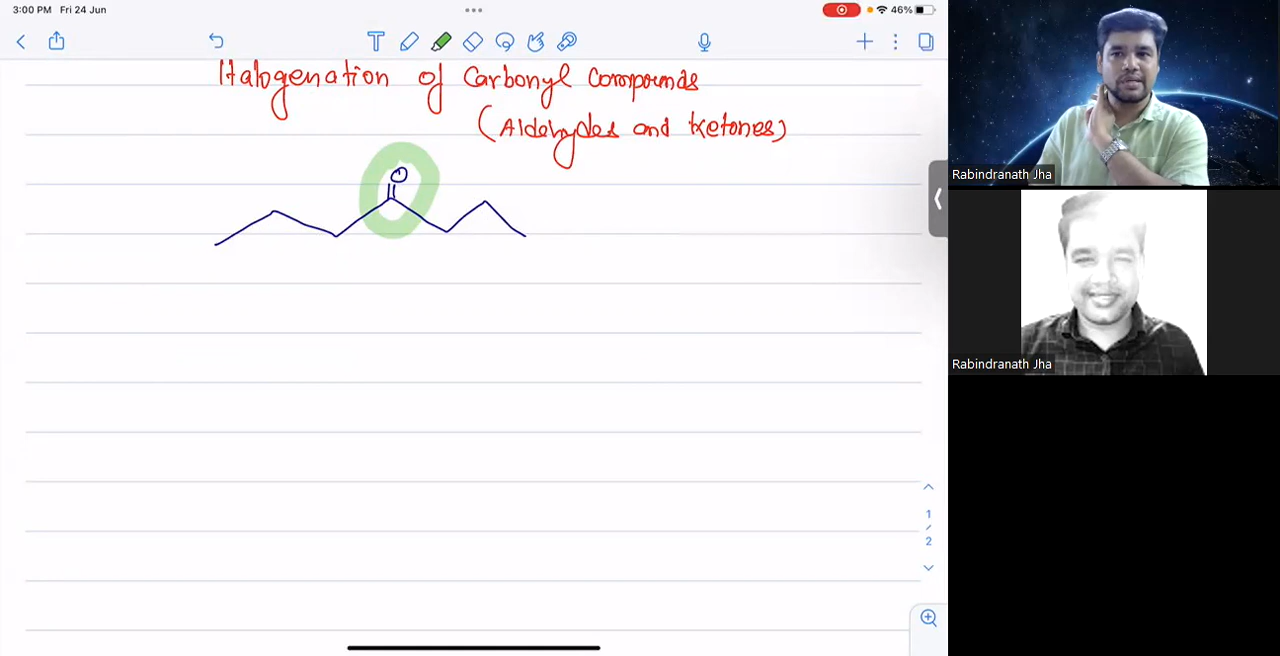 3:00 PM Fri 24 Jun
46%
T
Halogenation of Carbonyl Compounds
(Aldehydes and Ketones)
O
1
2
Rabindranath Jha
Rabindranath Jha